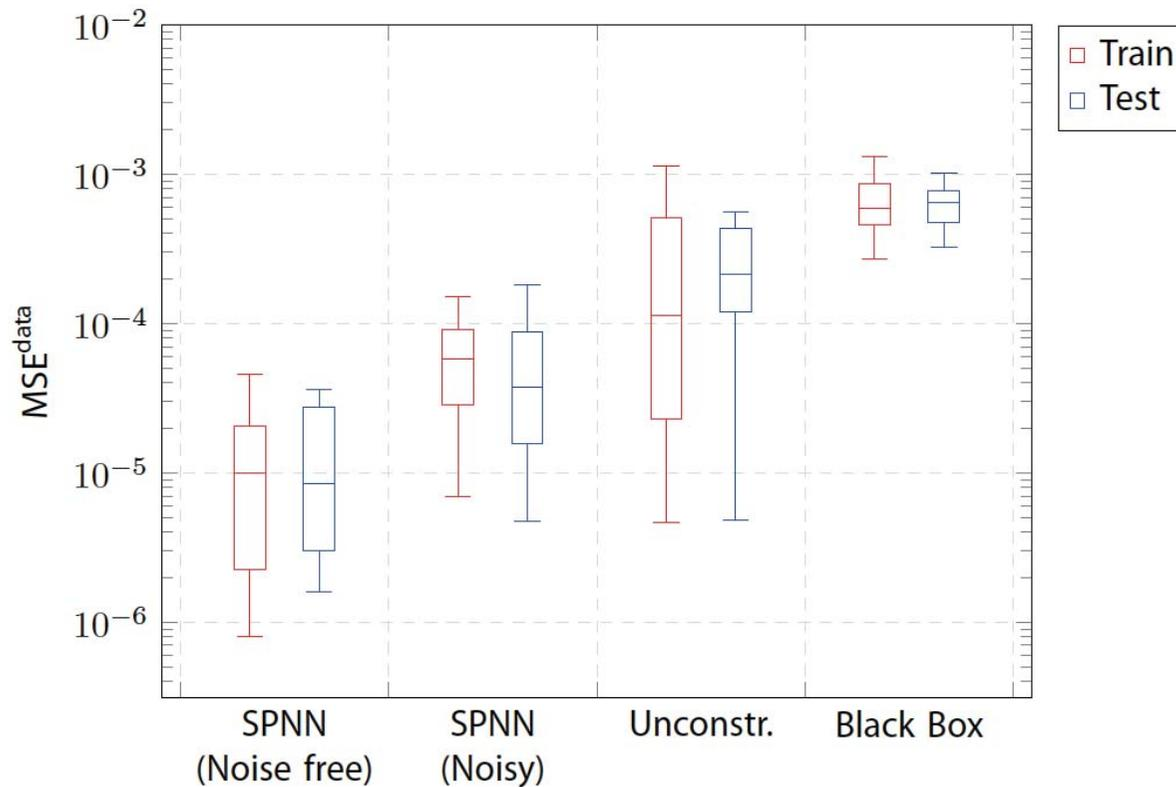 10⁻²
10⁻³
10⁻⁴
10⁻⁵
10⁻⁶
MSE^data
SPNN
(Noise free)
SPNN
(Noisy)
Unconstr.
Black Box
Train
Test